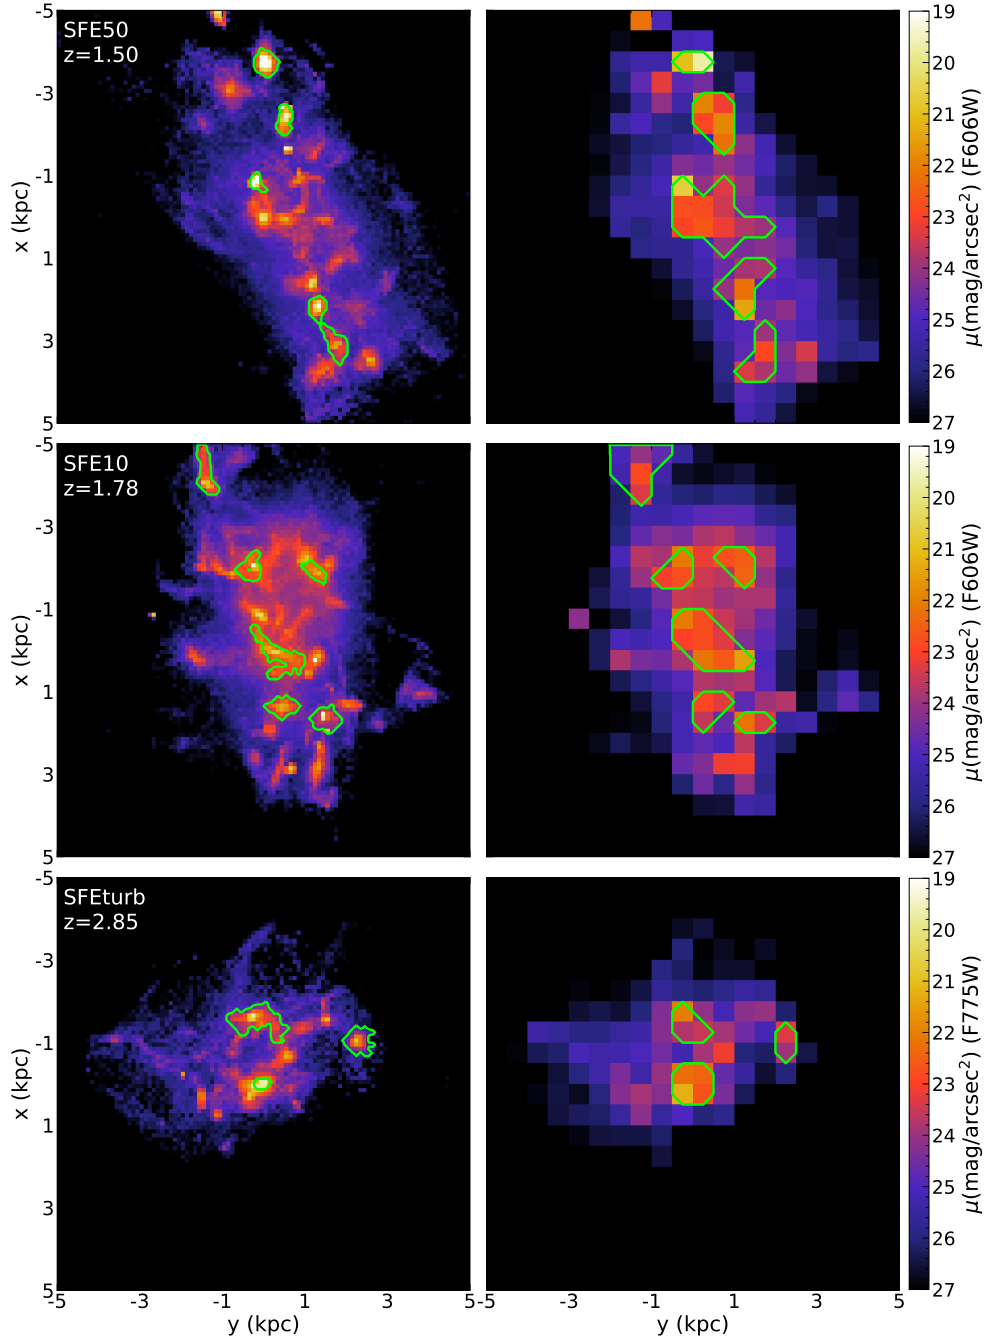 -5
-3
-1
1
3
5
x (kpc)
SFE50
z=1.50
19
20
21
22
23
24
25
26
27
μ(mag/arcsec²) (F606W)
-5
-3
-1
1
3
5
x (kpc)
SFE10
z=1.78
19
20
21
22
23
24
25
26
27
μ(mag/arcsec²) (F606W)
-5
-3
-1
1
3
5
x (kpc)
SFEturb
z=2.85
19
20
21
22
23
24
25
26
27
μ(mag/arcsec²) (F775W)
-5 -3 -1 1 3 5
y (kpc)
-5 -3 -1 1 3 5
y (kpc)